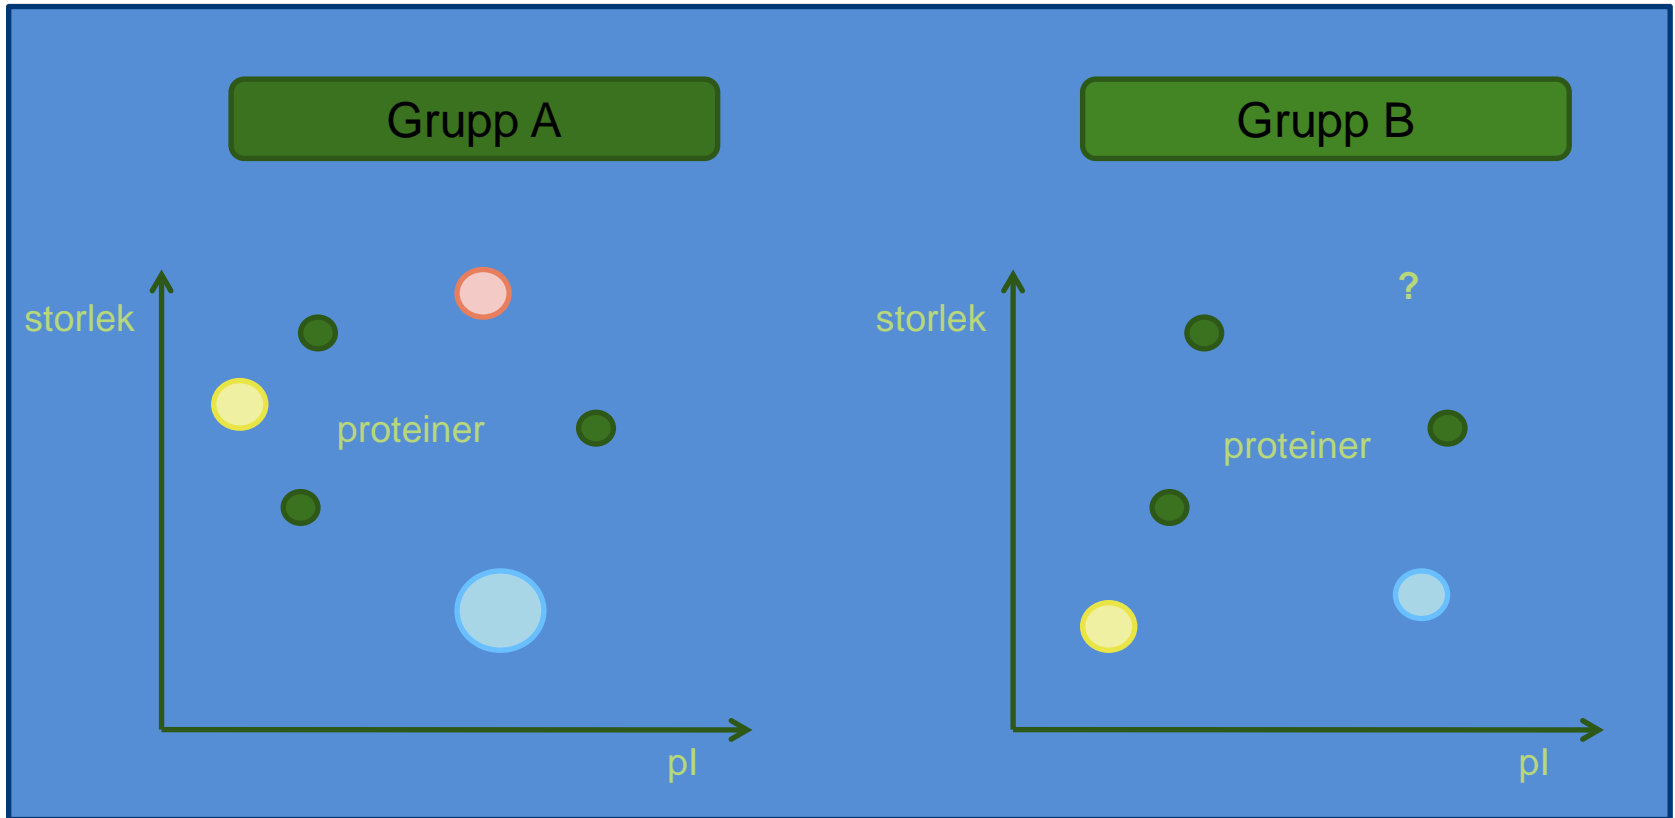 Grupp A
Grupp B
storlek
proteiner
pI
?
storlek
proteiner
pI